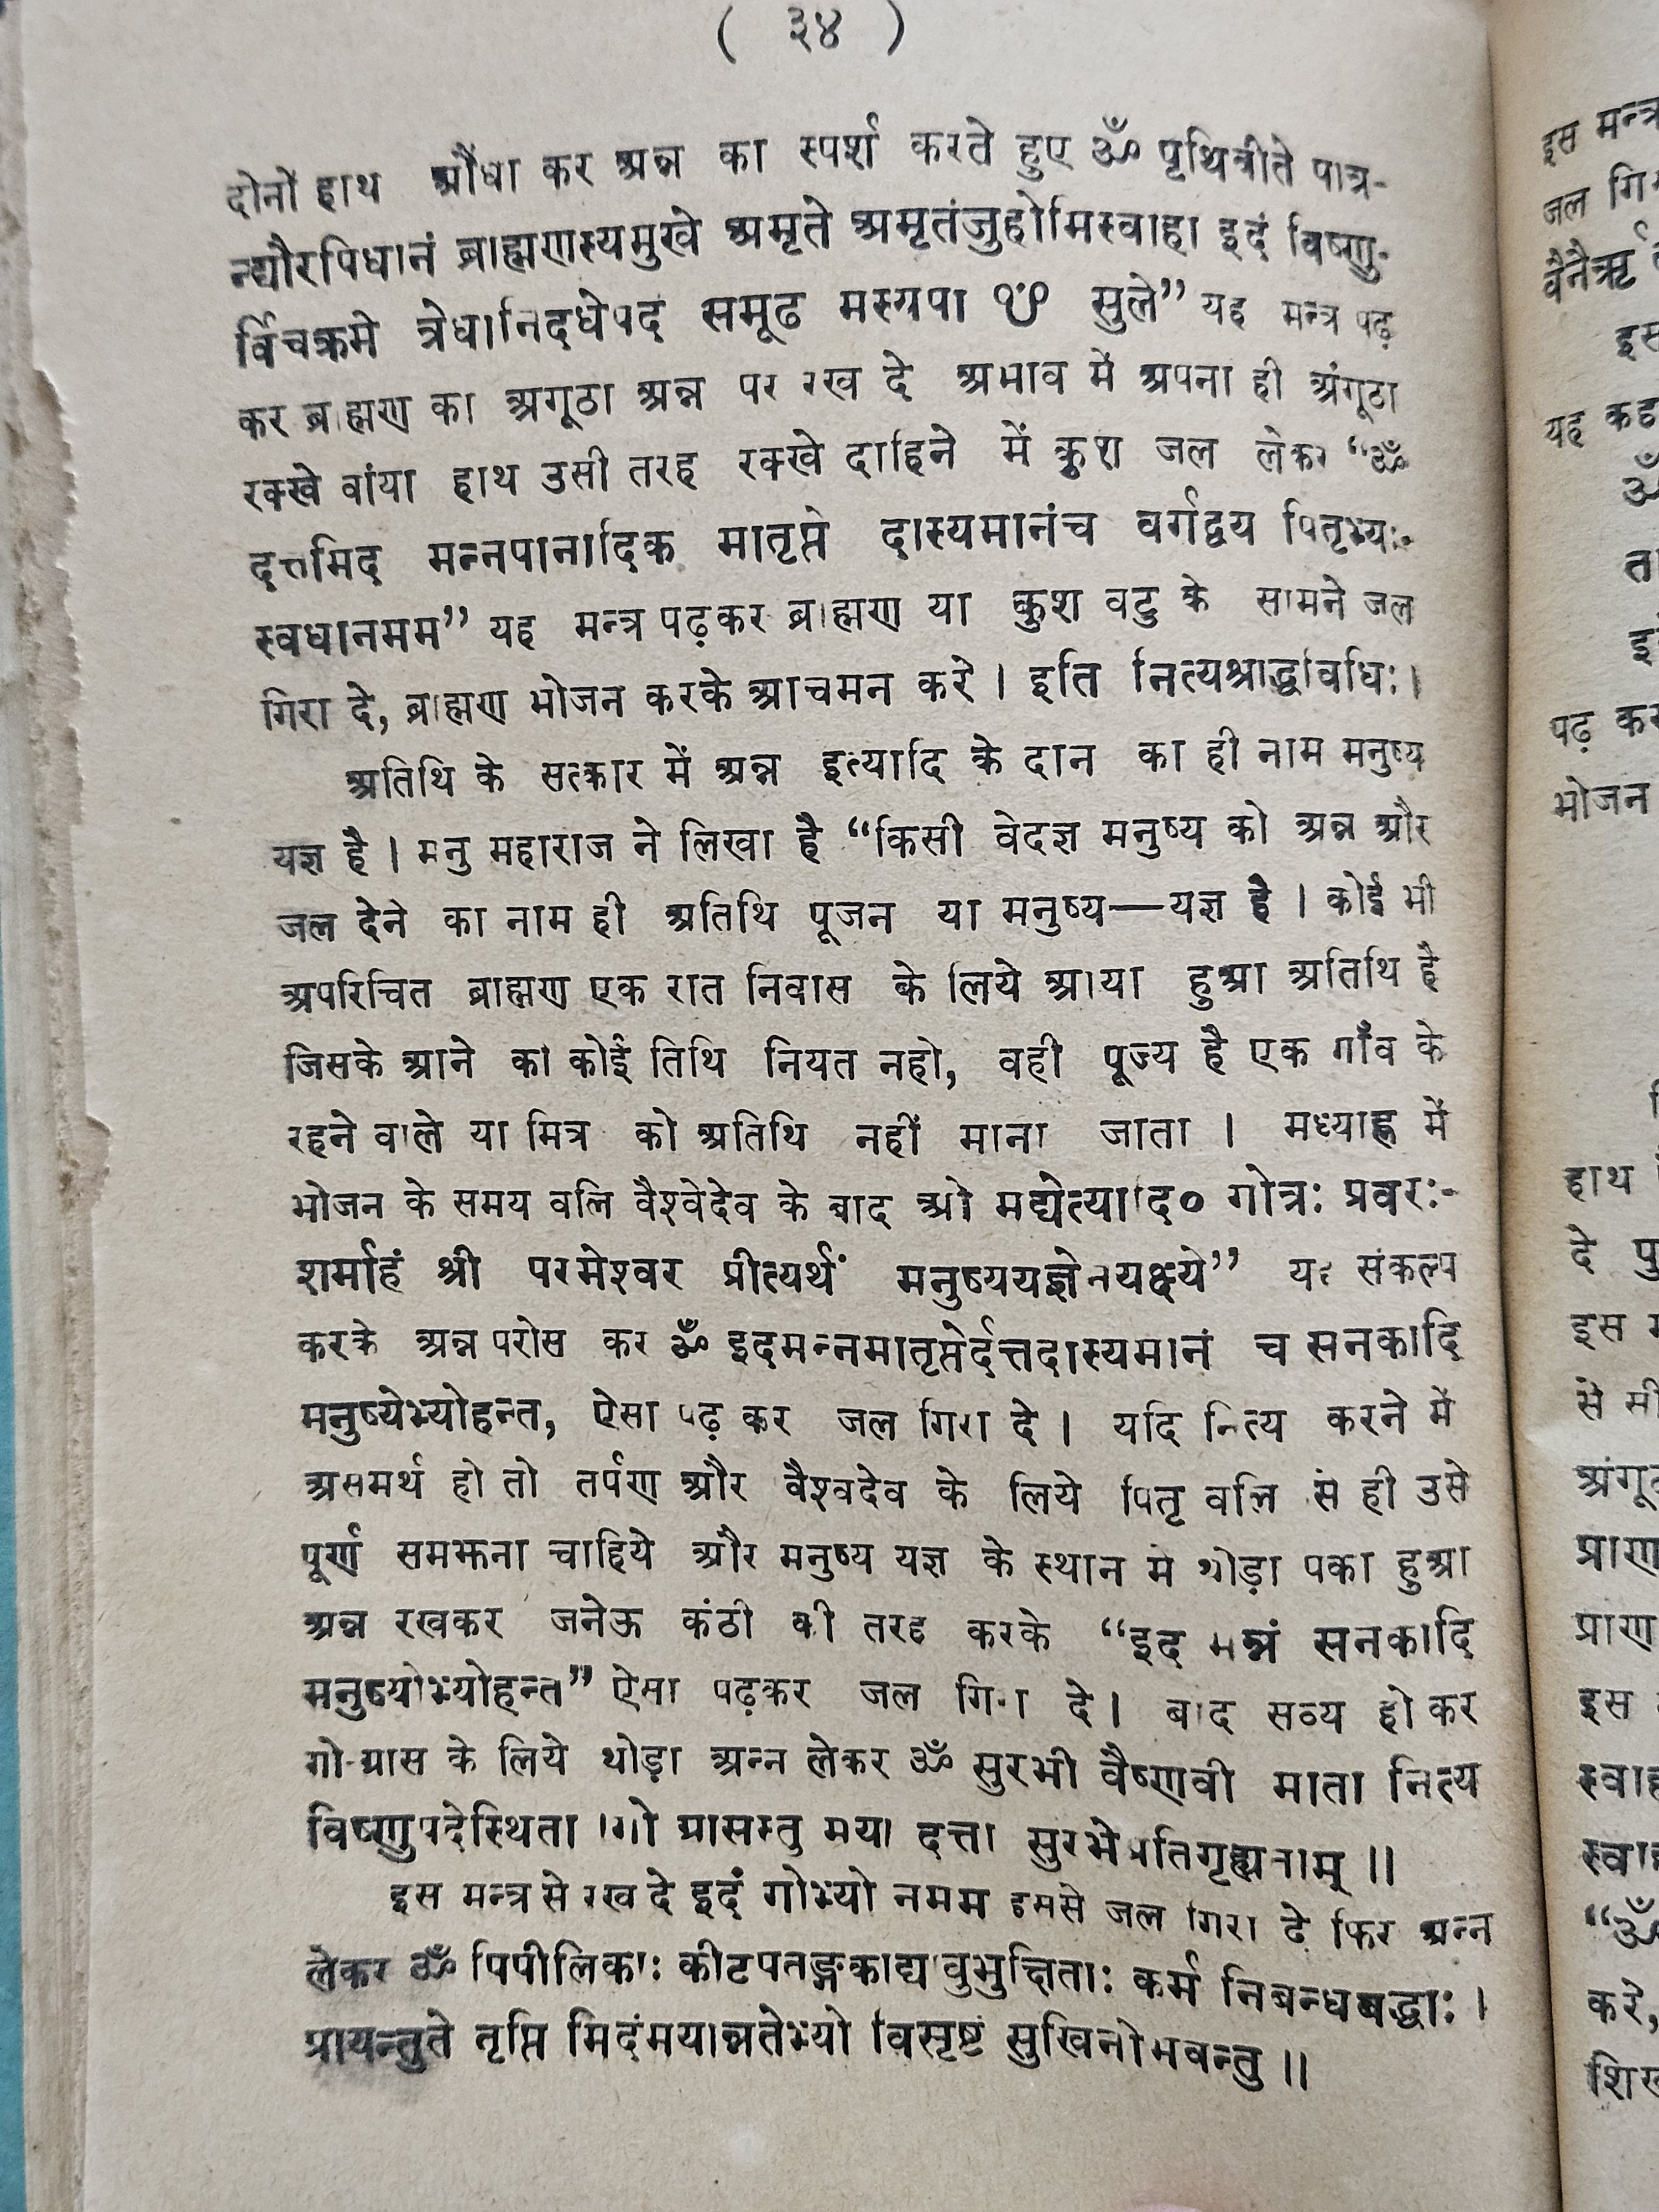 ( ३४ )
दोनों हाथ औंधा कर अन्न का स्पर्श करते हुए ॐ पृथिवीते पात्र-
न्द्यौरपिधानं ब्राह्मणस्यमुखे अमृते अमृतंजुहोमिस्वाहा इदं विष्णु-
र्विचक्रमे त्रेधानिदधेपदं समूढ मस्यपा ꣳ सुले” यह मन्त्र पढ़
कर ब्राह्मण का अगूठा अन्न पर रख दे अभाव में अपना ही अंगूठा
रक्खे वांया हाथ उसी तरह रक्खे दाहिने में कुश जल लेकर “ॐ
दत्तमिद मन्नपानादिक मातृप्ते दास्यमानंच वर्गद्वय पितृभ्यः-
स्वधानमम” यह मन्त्र पढ़कर ब्राह्मण या कुश वटु के सामने जल
गिरा दे, ब्राह्मण भोजन करके आचमन करे । इति नित्यश्राद्धविधिः ।
अतिथि के सत्कार में अन्न इत्यादि के दान का ही नाम मनुष्य
यज्ञ है । मनु महाराज ने लिखा है “किसी वेदज्ञ मनुष्य को अन्न और
जल देने का नाम ही अतिथि पूजन या मनुष्य—यज्ञ है । कोई भी
अपरिचित ब्राह्मण एक रात निवास के लिये आया हुआ अतिथि है
जिसके आने का कोई तिथि नियत नहो, वही पूज्य है एक गाँव के
रहने वाले या मित्र को अतिथि नहीं माना जाता । मध्याह्न में
भोजन के समय वलि वैश्वेदेव के बाद ओ मद्येत्यादि० गोत्रः प्रवरः-
शर्माहं श्री परमेश्वर प्रीत्यर्थं मनुष्ययज्ञेनयक्ष्ये” यह संकल्प
करके अन्न परोस कर ॐ इदमन्नमातृप्तेर्दत्तदास्यमानं च सनकादि
मनुष्येभ्योहन्त, ऐसा पढ़ कर जल गिरा दे । यदि नित्य करने में
असमर्थ हो तो तर्पण और वैश्वदेव के लिये पितृ वलि से ही उसे
पूर्ण समझना चाहिये और मनुष्य यज्ञ के स्थान मे थोड़ा पका हुआ
अन्न रखकर जनेऊ कंठी की तरह करके “इद मन्नं सनकादि
मनुष्योभ्योहन्त” ऐसा पढ़कर जल गिरा दे । बाद सव्य हो कर
गो-ग्रास के लिये थोड़ा अन्न लेकर ॐ सुरभी वैष्णवी माता नित्य
विष्णुपदेस्थिता । गो ग्रासस्तु मया दत्ता सुरभे प्रतिगृह्यताम् ॥
इस मन्त्र से रख दे इदं गोभ्यो नमम इससे जल गिरा दे फिर अन्न
लेकर ॐ पिपीलिकाः कीटपतङ्गकाद्य वुभुक्षिताः कर्म निबन्धबद्धाः ।
प्रायन्तुते तृप्ति मिदंमयान्नतेभ्यो विसृष्टं सुखिनोभवन्तु ॥
इस मन्त्र
जल
यह
पढ़
भोजन
हाथ
इस
प्राण
इस
करे,